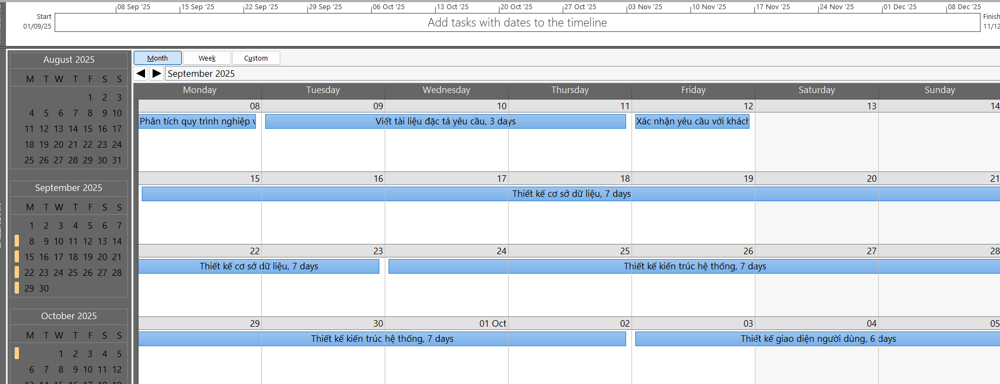 08 Sep '25 15 Sep '25 22 Sep '25 29 Sep '25 06 Oct '25 13 Oct '25 20 Oct '25 27 Oct '25 03 Nov '25 10 Nov '25 17 Nov '25 24 Nov '25 01 Dec '25 08 Dec '25
Start
01/09/25
Add tasks with dates to the timeline
Finish
11/12
August 2025
M T W T F S S
1 2 3
4 5 6 7 8 9 10
11 12 13 14 15 16 17
18 19 20 21 22 23 24
25 26 27 28 29 30 31
September 2025
M T W T F S S
1 2 3 4 5 6 7
8 9 10 11 12 13 14
15 16 17 18 19 20 21
22 23 24 25 26 27 28
29 30
October 2025
M T W T F S S
1 2 3 4 5
6 7 8 9 10 11 12
Month Week Custom
September 2025
Monday Tuesday Wednesday Thursday Friday Saturday Sunday
08 09 10 11 12 13 14
Phân tích quy trình nghiệp Viết tài liệu đặc tả yêu cầu, 3 days Xác nhận yêu cầu với khách
15 16 17 18 19 20 21
Thiết kế cơ sở dữ liệu, 7 days
22 23 24 25 26 27 28
Thiết kế cơ sở dữ liệu, 7 days Thiết kế kiến trúc hệ thống, 7 days
29 30 01 Oct 02 03 04 05
Thiết kế kiến trúc hệ thống, 7 days Thiết kế giao diện người dùng, 6 days